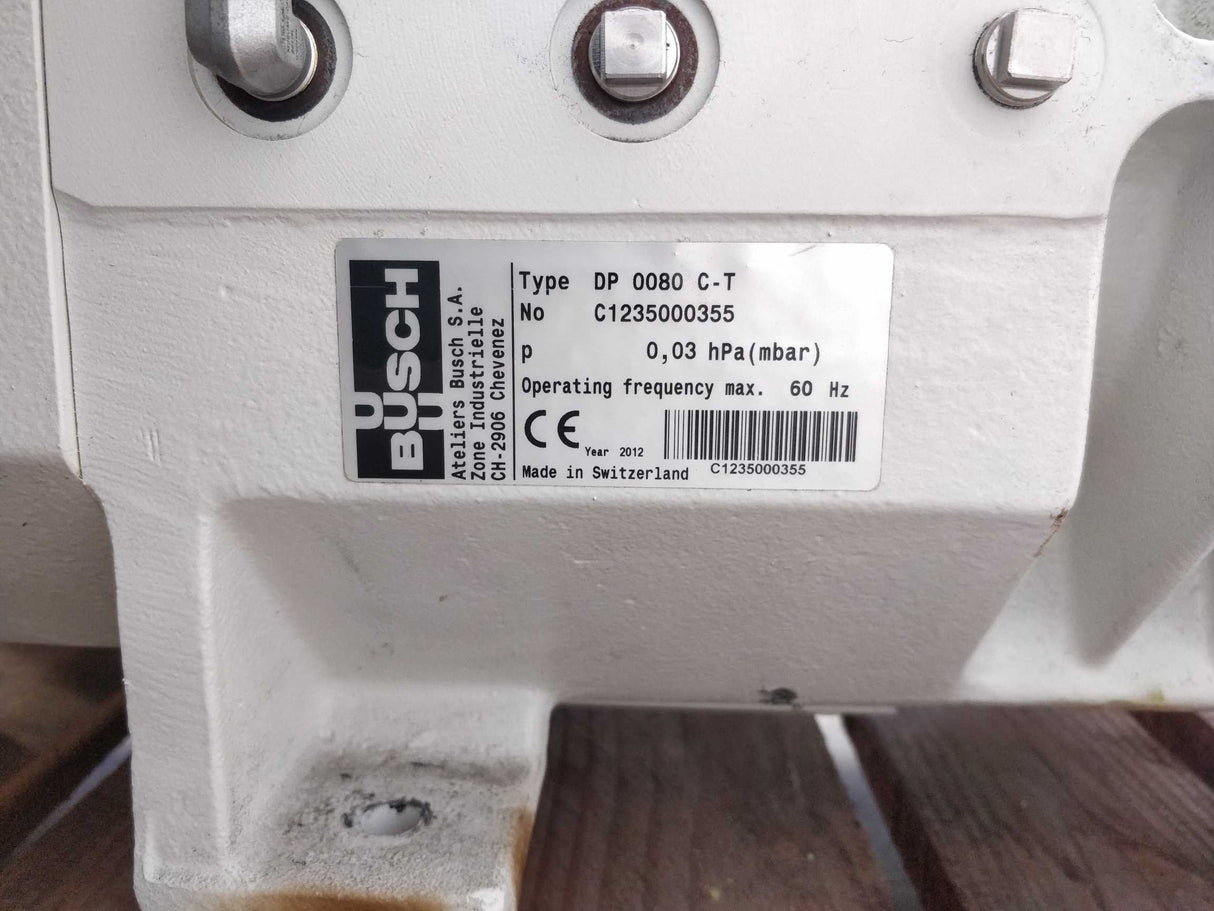 BUSCH
Ateliers Busch S.A.
Zone Industrielle
CH-2906 Chevenez
Type DP 0080 C-T
No C1235000355
p 0,03 hPa(mbar)
Operating frequency max. 60 Hz
CE Year 2012
Made in Switzerland
C1235000355